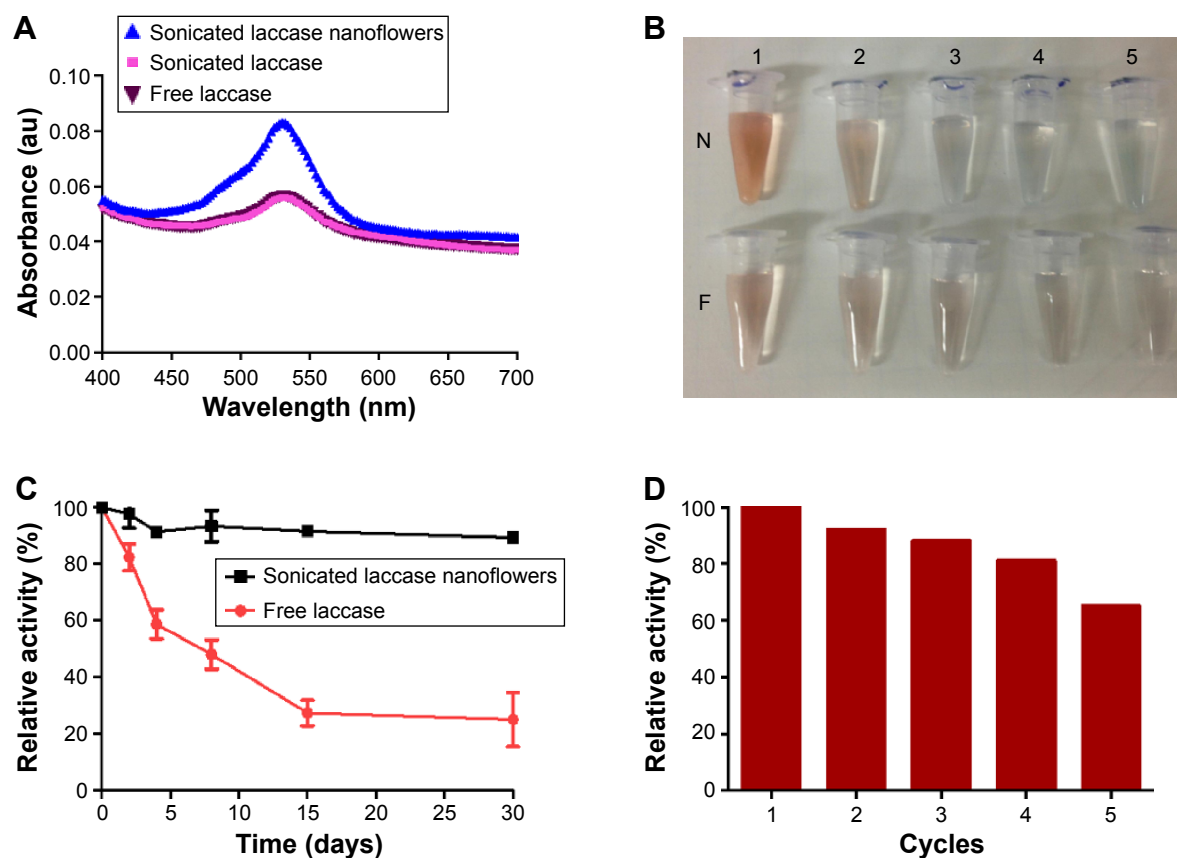 A
Sonicated laccase nanoflowers
Sonicated laccase
Free laccase
0.10
0.08
0.06
0.04
0.02
0.00
Absorbance (au)
400 450 500 550 600 650 700
Wavelength (nm)
B
1 2 3 4 5
N
F
C
100
80
60
40
20
0
Relative activity (%)
Sonicated laccase nanoflowers
Free laccase
0 5 10 15 20 25 30
Time (days)
D
100
80
60
40
20
0
Relative activity (%)
1 2 3 4 5
Cycles